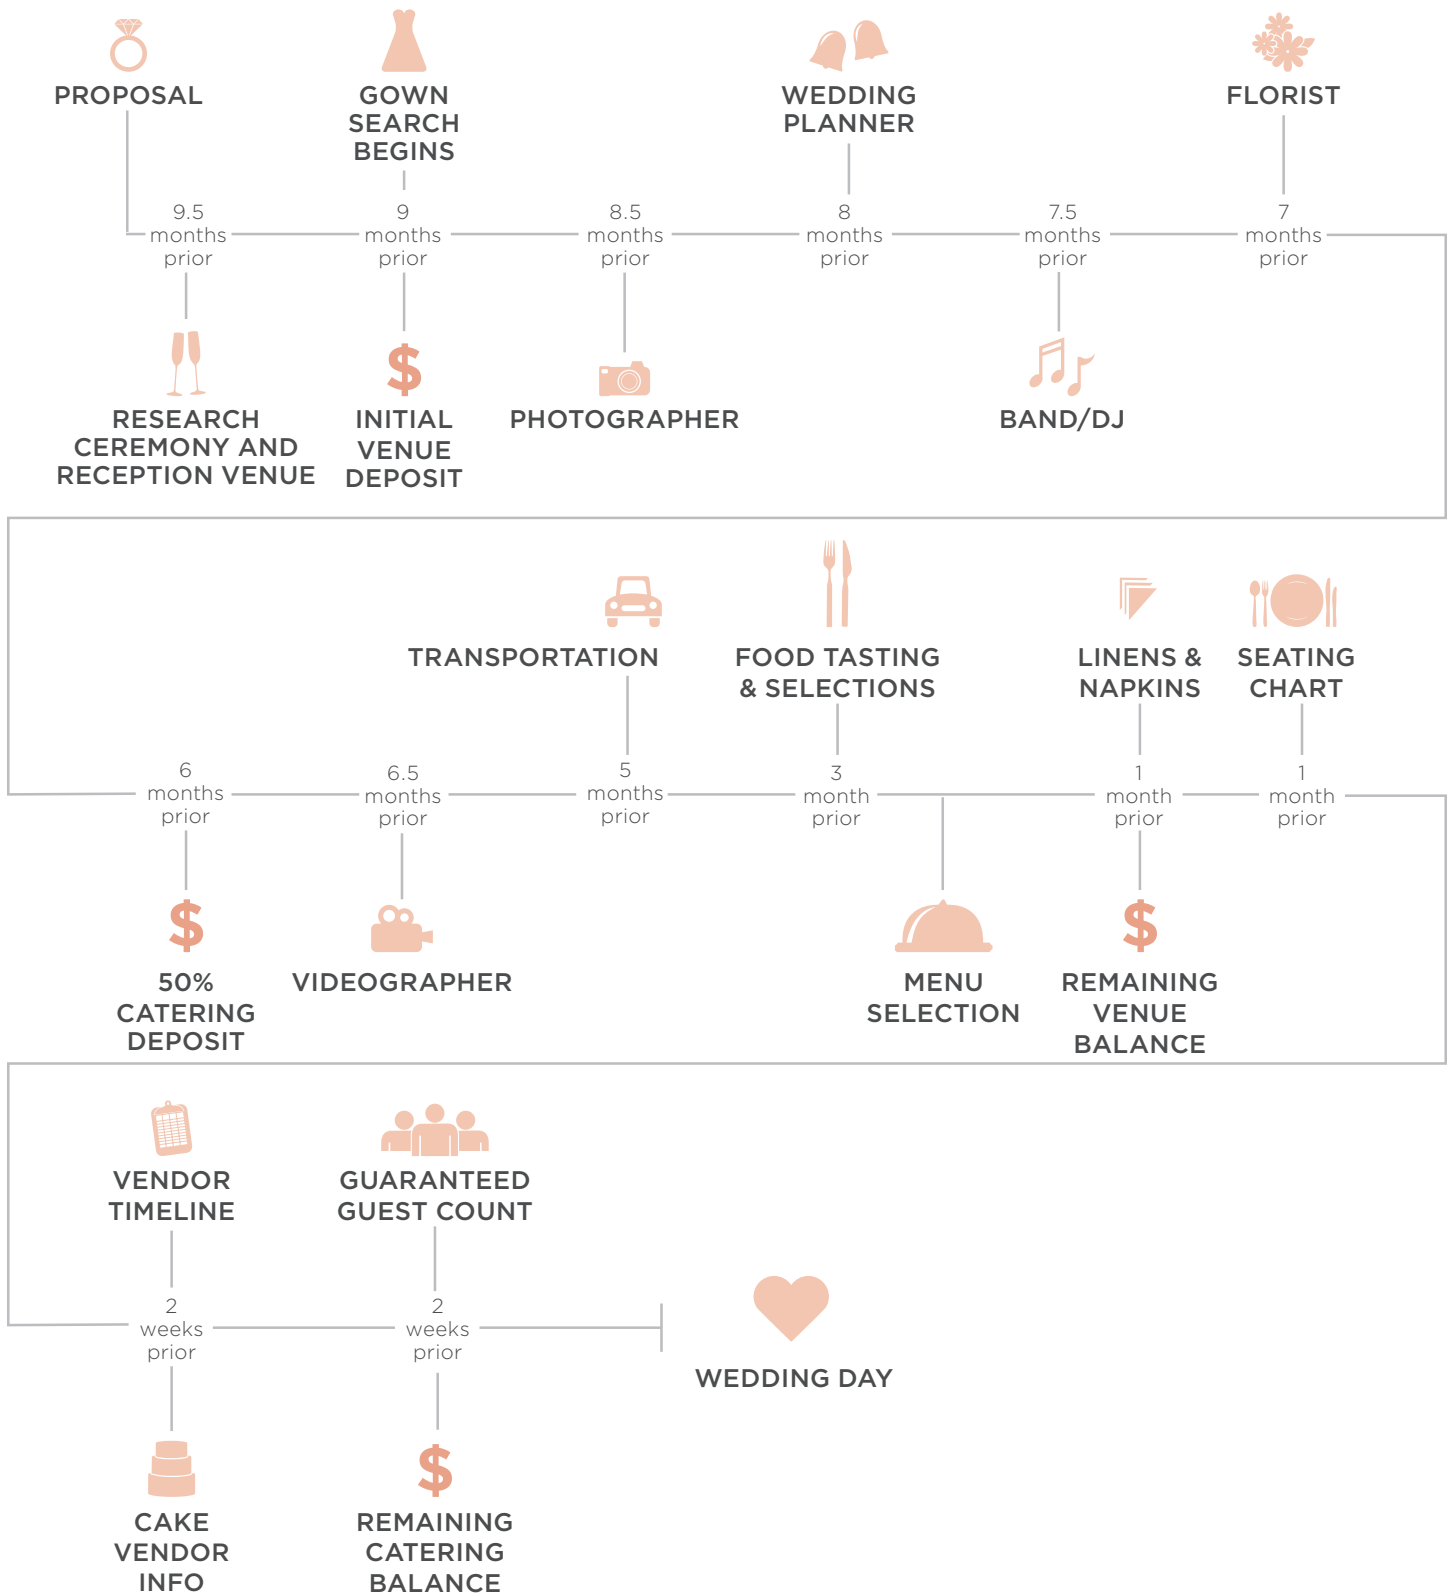 PROPOSAL
GOWN
SEARCH
BEGINS
WEDDING
PLANNER
FLORIST
9.5
months
prior
9
months
prior
8.5
months
prior
8
months
prior
7.5
months
prior
7
months
prior
RESEARCH
CEREMONY AND
RECEPTION VENUE
$
INITIAL
VENUE
DEPOSIT
PHOTOGRAPHER
BAND/DJ
TRANSPORTATION
FOOD TASTING
& SELECTIONS
LINENS &
NAPKINS
SEATING
CHART
6
months
prior
6.5
months
prior
5
months
prior
3
month
prior
1
month
prior
1
month
prior
$
50%
CATERING
DEPOSIT
VIDEOGRAPHER
MENU
SELECTION
$
REMAINING
VENUE
BALANCE
VENDOR
TIMELINE
GUARANTEED
GUEST COUNT
2
weeks
prior
2
weeks
prior
WEDDING DAY
CAKE
VENDOR
INFO
$
REMAINING
CATERING
BALANCE